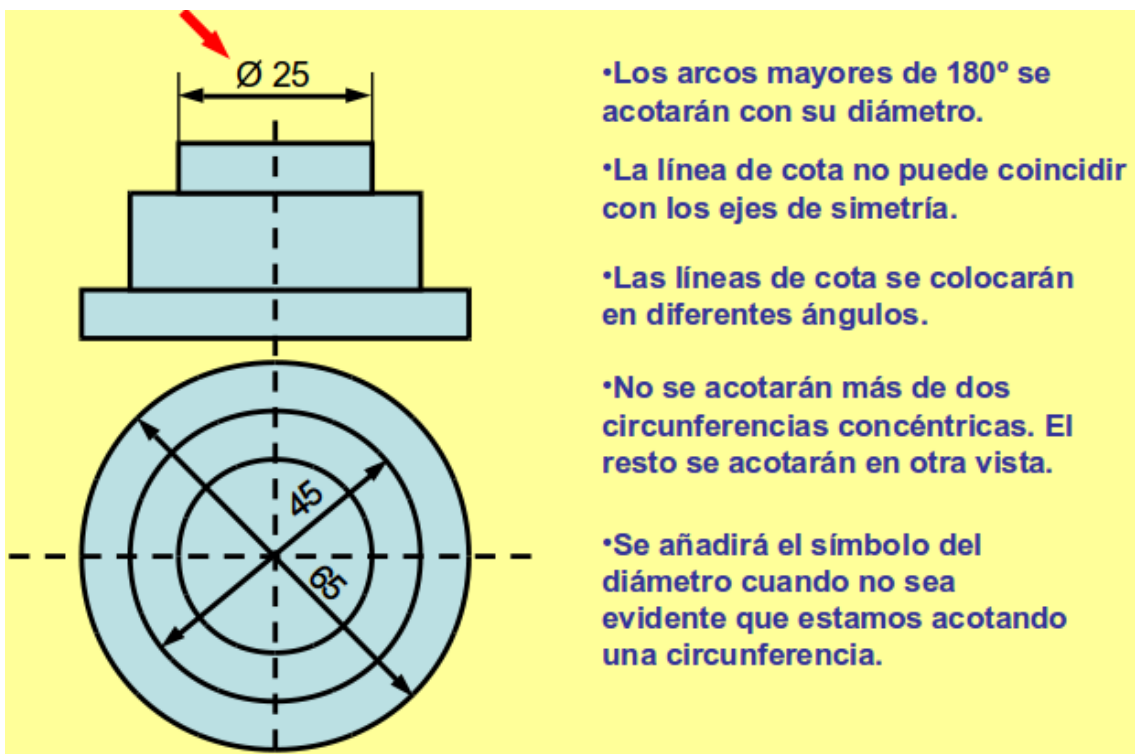 Ø 25
•Los arcos mayores de 180º se
acotarán con su diámetro.
•La línea de cota no puede coincidir
con los ejes de simetría.
•Las líneas de cota se colocarán
en diferentes ángulos.
•No se acotarán más de dos
circunferencias concéntricas. El
resto se acotarán en otra vista.
•Se añadirá el símbolo del
diámetro cuando no sea
evidente que estamos acotando
una circunferencia.
45
65